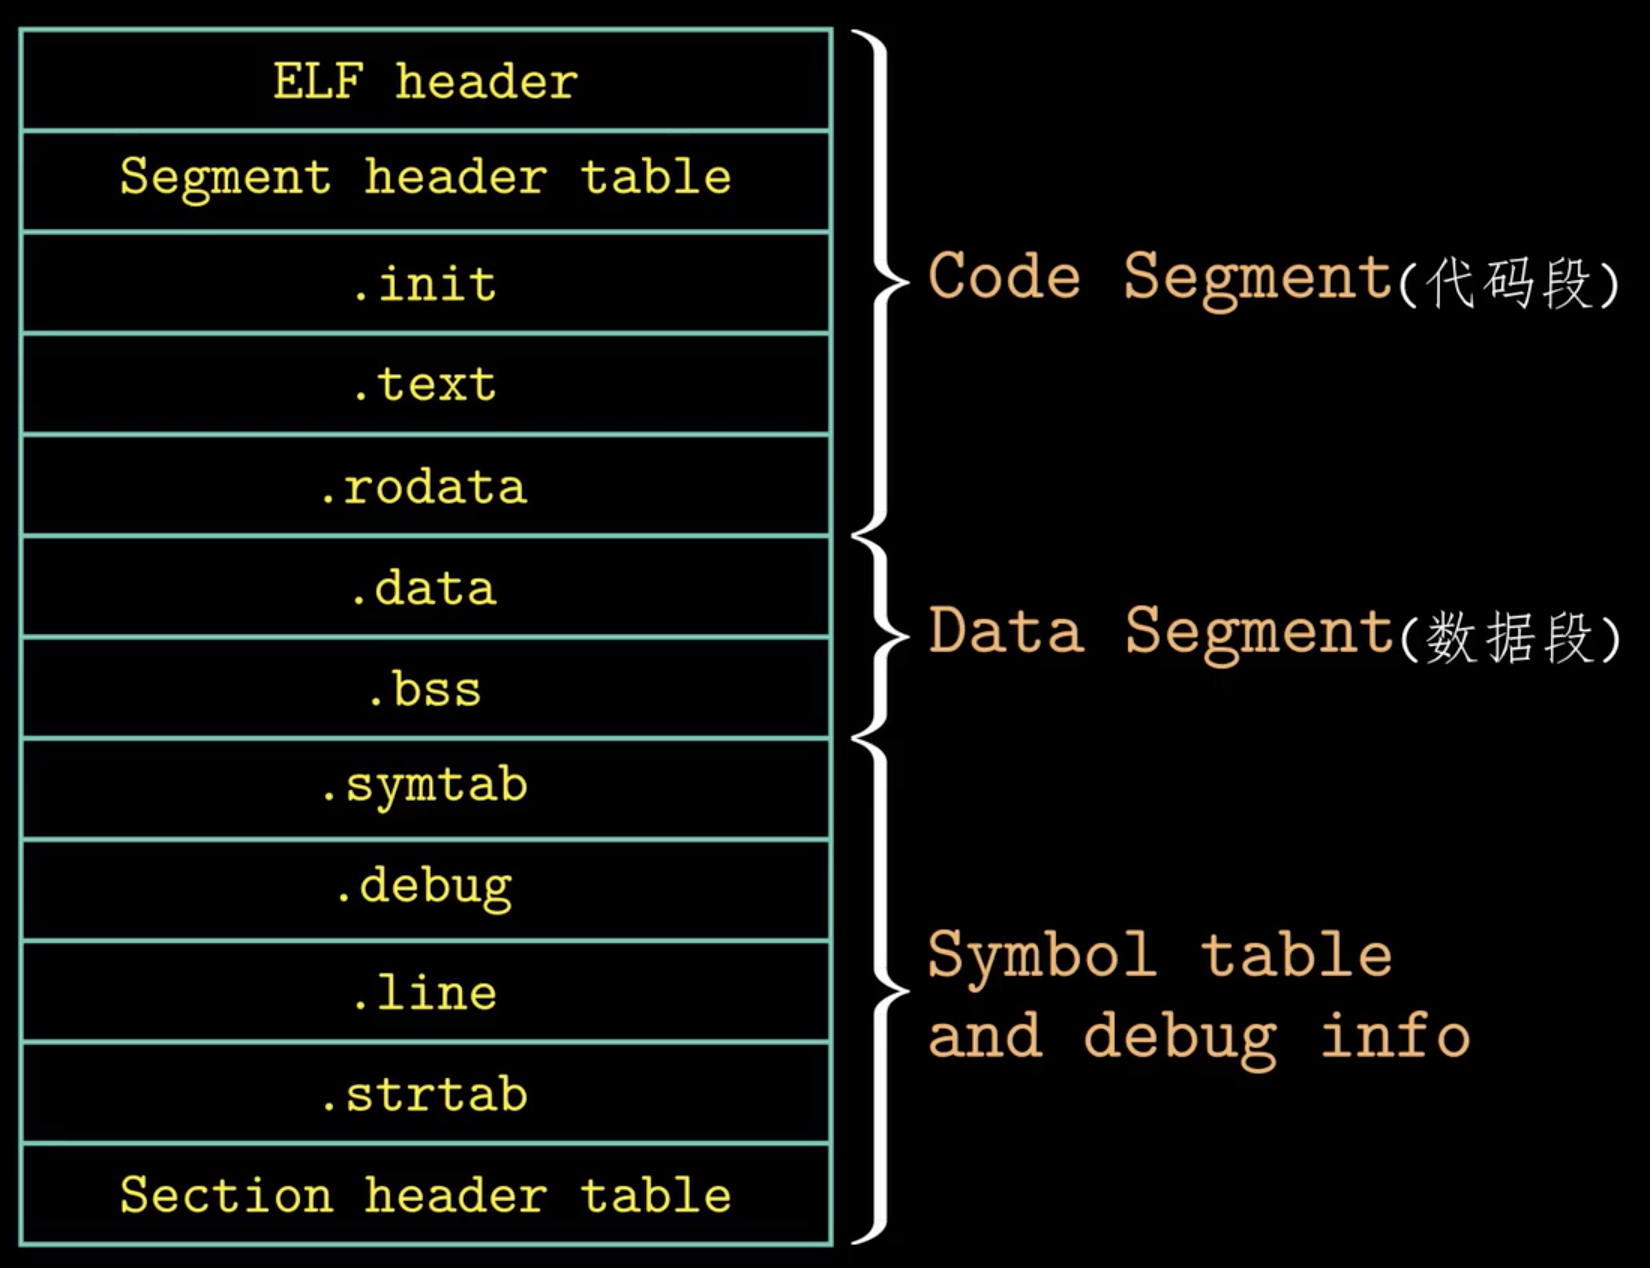 ELF header
Segment header table
.init
.text
.rodata
.data
.bss
.symtab
.debug
.line
.strtab
Section header table
Code Segment(代码段)
Data Segment(数据段)
Symbol table
and debug info